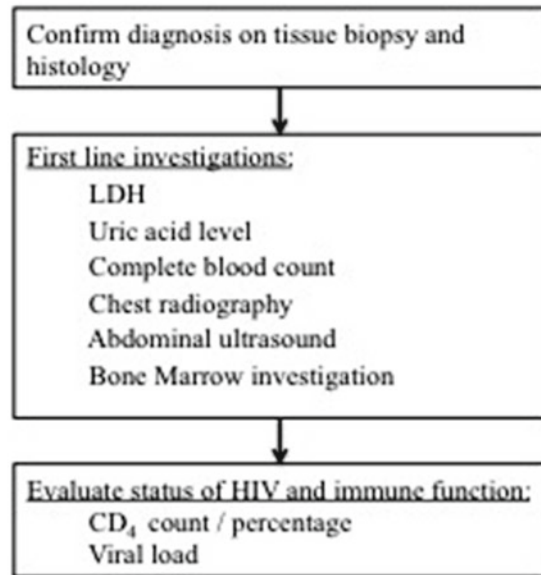 Confirm diagnosis on tissue biopsy and
histology
First line investigations:
LDH
Uric acid level
Complete blood count
Chest radiography
Abdominal ultrasound
Bone Marrow investigation
Evaluate status of HIV and immune function:
CD₄ count / percentage
Viral load